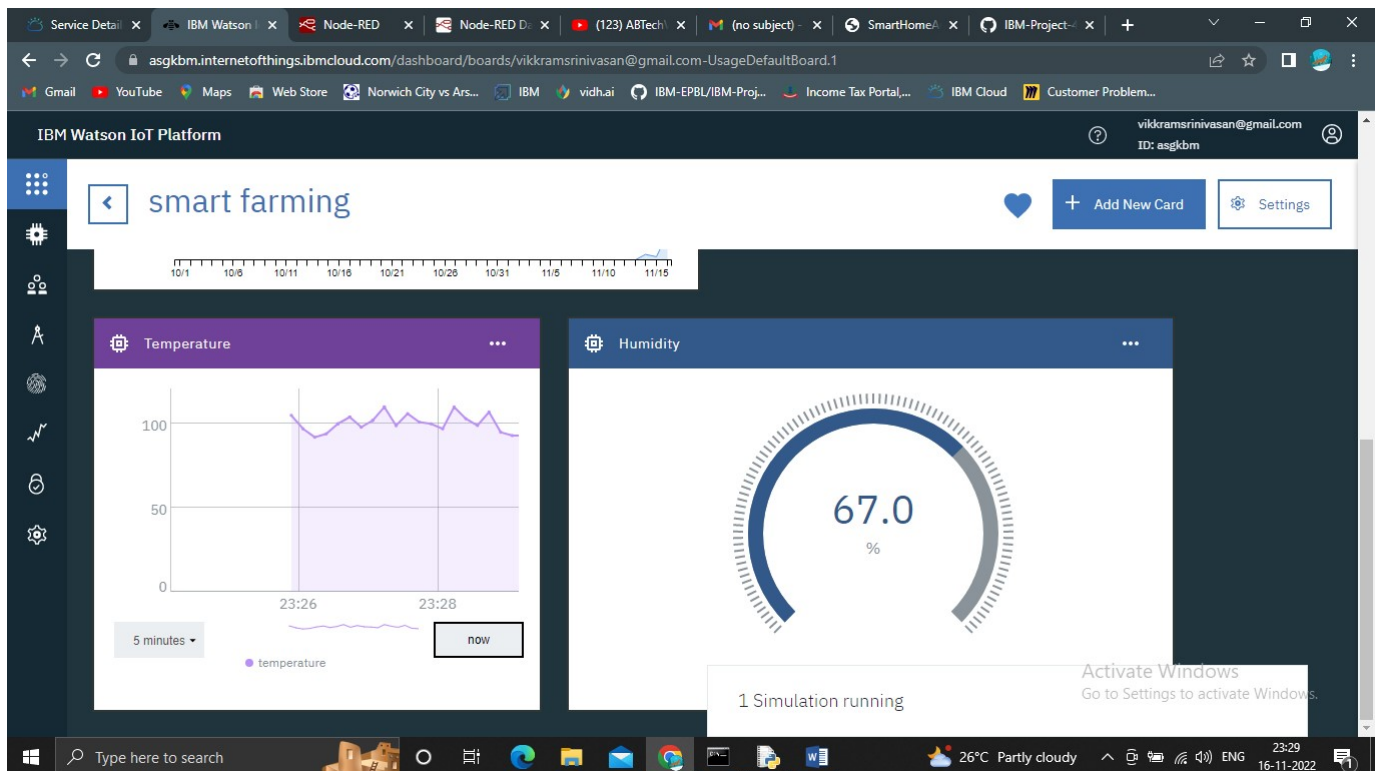 Service Detail
IBM Watson I
Node-RED
Node-RED Da
(123) ABTech\
(no subject) -
SmartHomeA
IBM-Project-
asgkbm.internetofthings.ibmcloud.com/dashboard/boards/vikkramsrinivasan@gmail.com-UsageDefaultBoard.1
Gmail
YouTube
Maps
Web Store
Norwich City vs Ars...
IBM
vidh.ai
IBM-EPBL/IBM-Proj...
Income Tax Portal,...
IBM Cloud
Customer Problem...
IBM Watson IoT Platform
vikkramsrinivasan@gmail.com
ID: asgkbm
smart farming
+ Add New Card
Settings
10/1 10/6 10/11 10/16 10/21 10/26 10/31 11/5 11/10 11/15
Temperature
Humidity
100
50
0
23:26 23:28
5 minutes
now
temperature
67.0
%
1 Simulation running
Activate Windows
Go to Settings to activate Windows.
Type here to search
26°C Partly cloudy
ENG
23:29
16-11-2022
1